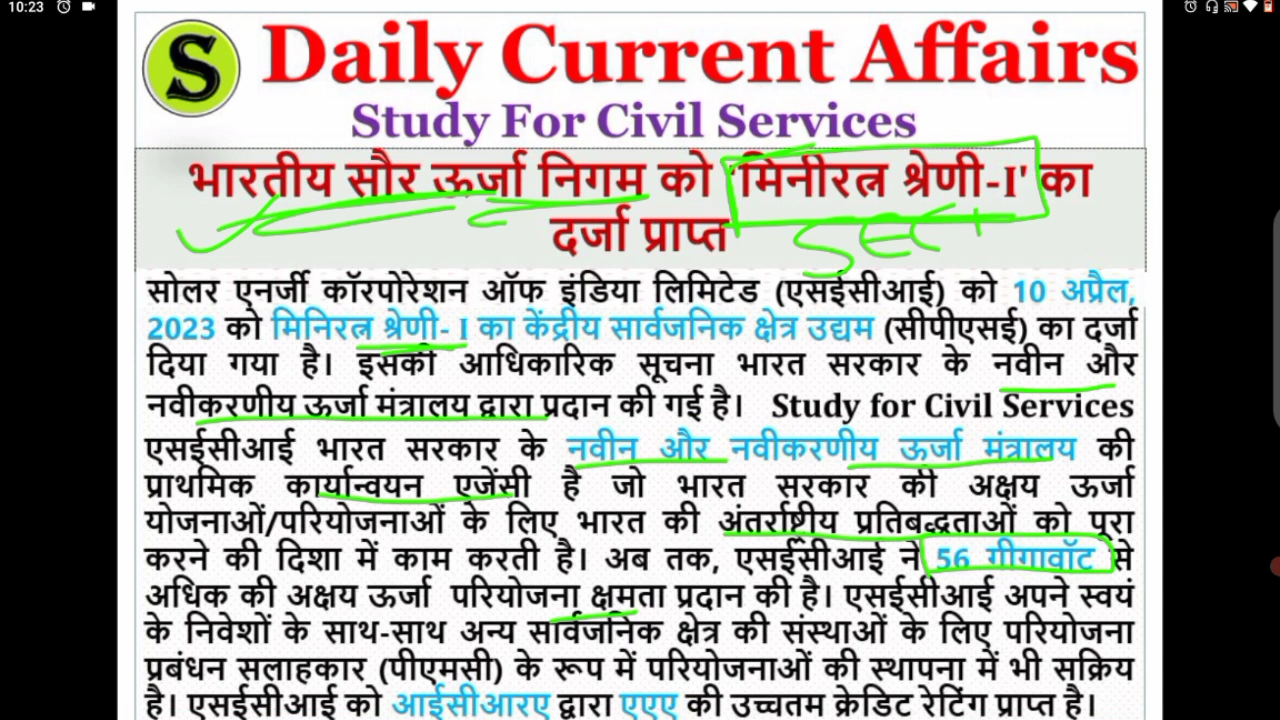 10:23
S Daily Current Affairs
Study For Civil Services
भारतीय सौर ऊर्जा निगम को 'मिनीरत्न श्रेणी-I' का
दर्जा प्राप्त
SECI
सोलर एनर्जी कॉरपोरेशन ऑफ इंडिया लिमिटेड (एसईसीआई) को 10 अप्रैल,
2023 को मिनिरत्न श्रेणी- I का केंद्रीय सार्वजनिक क्षेत्र उद्यम (सीपीएसई) का दर्जा
दिया गया है। इसकी आधिकारिक सूचना भारत सरकार के नवीन और
नवीकरणीय ऊर्जा मंत्रालय द्वारा प्रदान की गई है। Study for Civil Services
एसईसीआई भारत सरकार के नवीन और नवीकरणीय ऊर्जा मंत्रालय की
प्राथमिक कार्यान्वयन एजेंसी है जो भारत सरकार की अक्षय ऊर्जा
योजनाओं/परियोजनाओं के लिए भारत की अंतर्राष्ट्रीय प्रतिबद्धताओं को पूरा
करने की दिशा में काम करती है। अब तक, एसईसीआई ने 56 गीगावॉट से
अधिक की अक्षय ऊर्जा परियोजना क्षमता प्रदान की है। एसईसीआई अपने स्वयं
के निवेशों के साथ-साथ अन्य सार्वजनिक क्षेत्र की संस्थाओं के लिए परियोजना
प्रबंधन सलाहकार (पीएमसी) के रूप में परियोजनाओं की स्थापना में भी सक्रिय
है। एसईसीआई को आईसीआरए द्वारा एएए की उच्चतम क्रेडिट रेटिंग प्राप्त है।